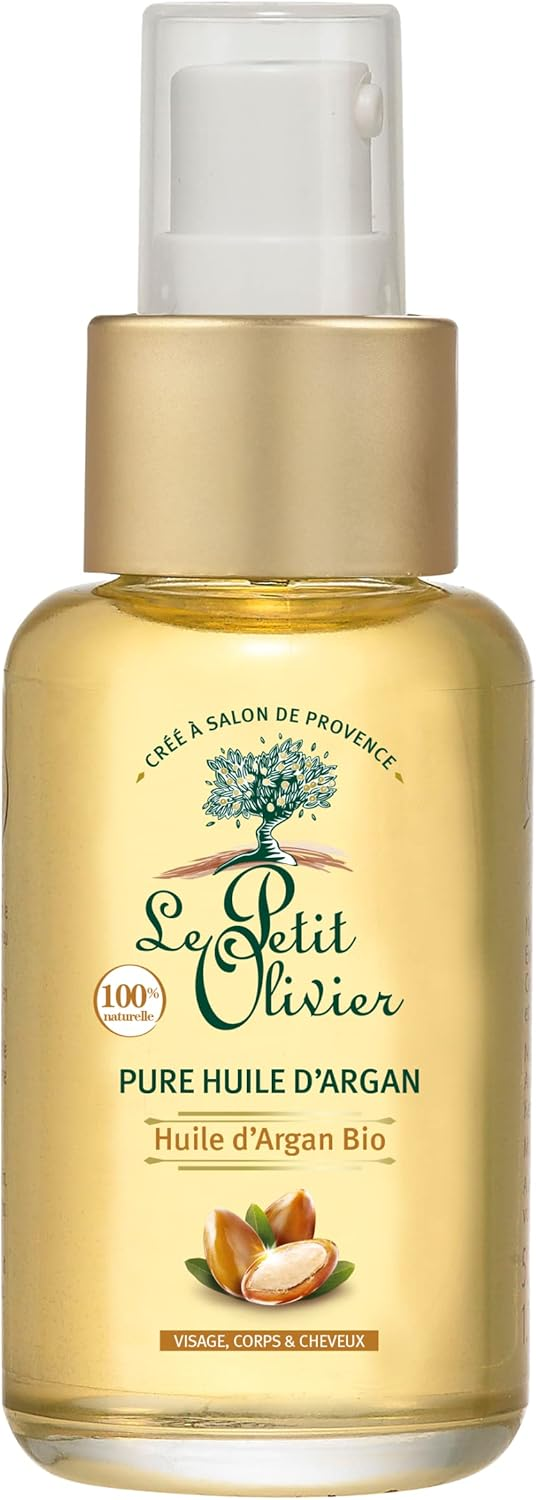 CRÉÉ À SALON DE PROVENCE
Le Petit
Olivier
100%
naturelle
PURE HUILE D'ARGAN
Huile d'Argan Bio
VISAGE, CORPS & CHEVEUX